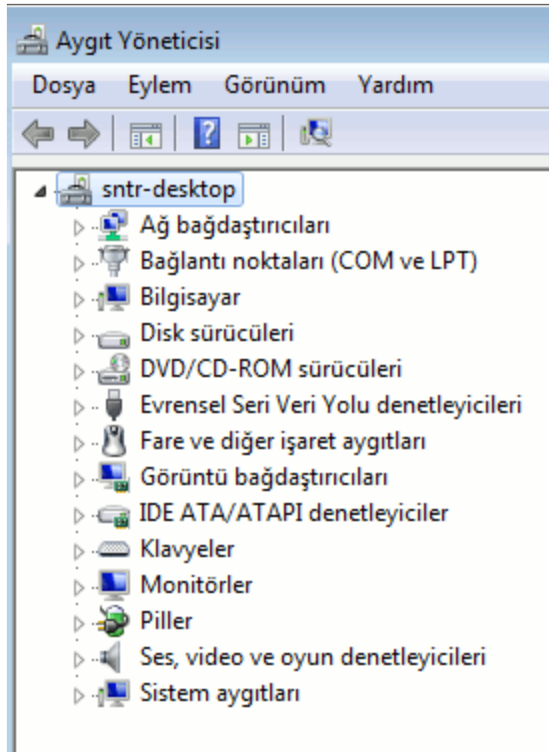 Aygıt Yöneticisi
Dosya Eylem Görünüm Yardım
sntr-desktop
Ağ bağdaştırıcıları
Bağlantı noktaları (COM ve LPT)
Bilgisayar
Disk sürücüleri
DVD/CD-ROM sürücüleri
Evrensel Seri Veri Yolu denetleyicileri
Fare ve diğer işaret aygıtları
Görüntü bağdaştırıcıları
IDE ATA/ATAPI denetleyiciler
Klavyeler
Monitörler
Piller
Ses, video ve oyun denetleyicileri
Sistem aygıtları